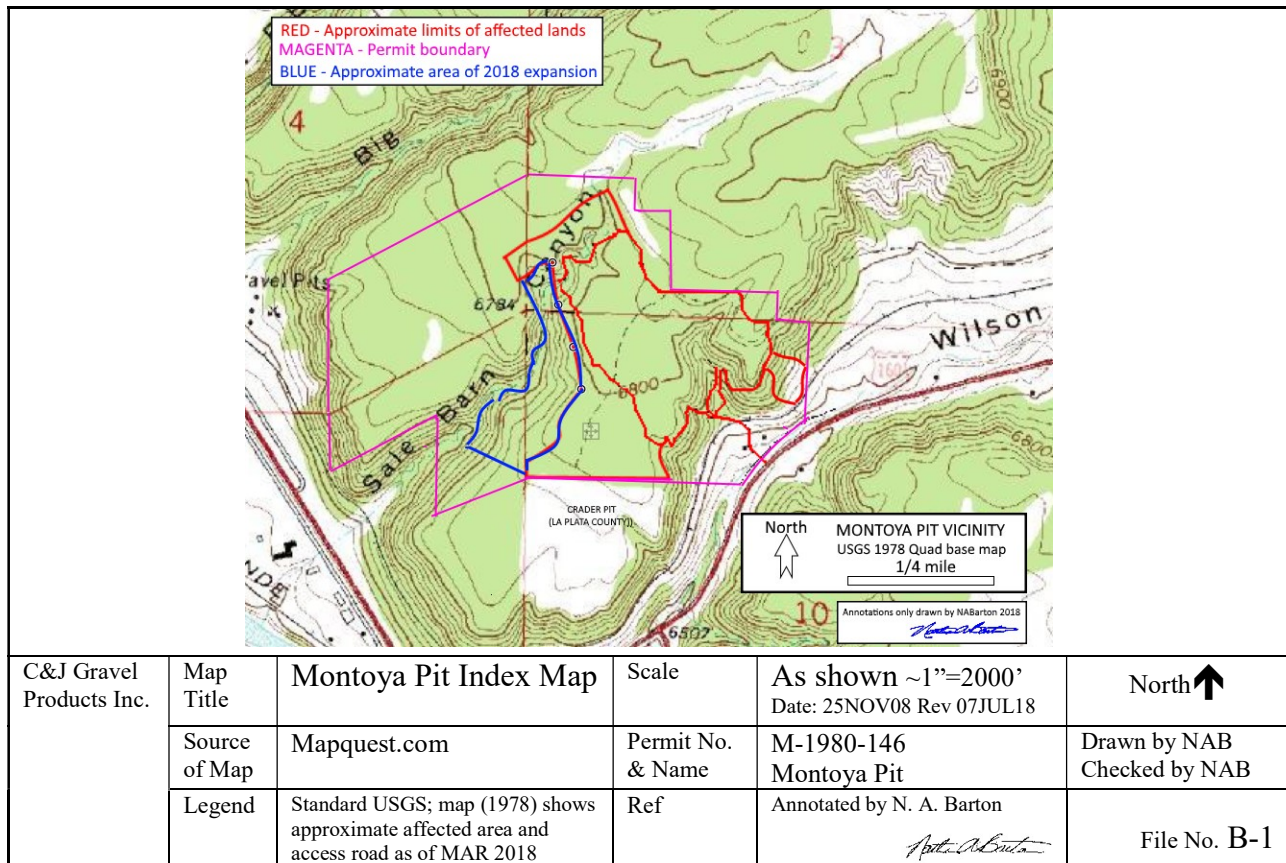 RED - Approximate limits of affected lands
MAGENTA - Permit boundary
BLUE - Approximate area of 2018 expansion
3
6600
4
Big
Canyon
avel Pits
6784
Wilson
160
6800
Sale Barn
6800
CRADER PIT
(LA PLATA COUNTY))
North
MONTOYA PIT VICINITY
USGS 1978 Quad base map
1/4 mile
NDE
10
Annotations only drawn by NABarton 2018
6507
C&J Gravel
Products Inc.
Map
Title
Montoya Pit Index Map
Scale
As shown ~1”=2000’
Date: 25NOV08 Rev 07JUL18
North
Source
of Map
Mapquest.com
Permit No.
& Name
M-1980-146
Montoya Pit
Drawn by NAB
Checked by NAB
Legend
Standard USGS; map (1978) shows
approximate affected area and
access road as of MAR 2018
Ref
Annotated by N. A. Barton
File No. B-1